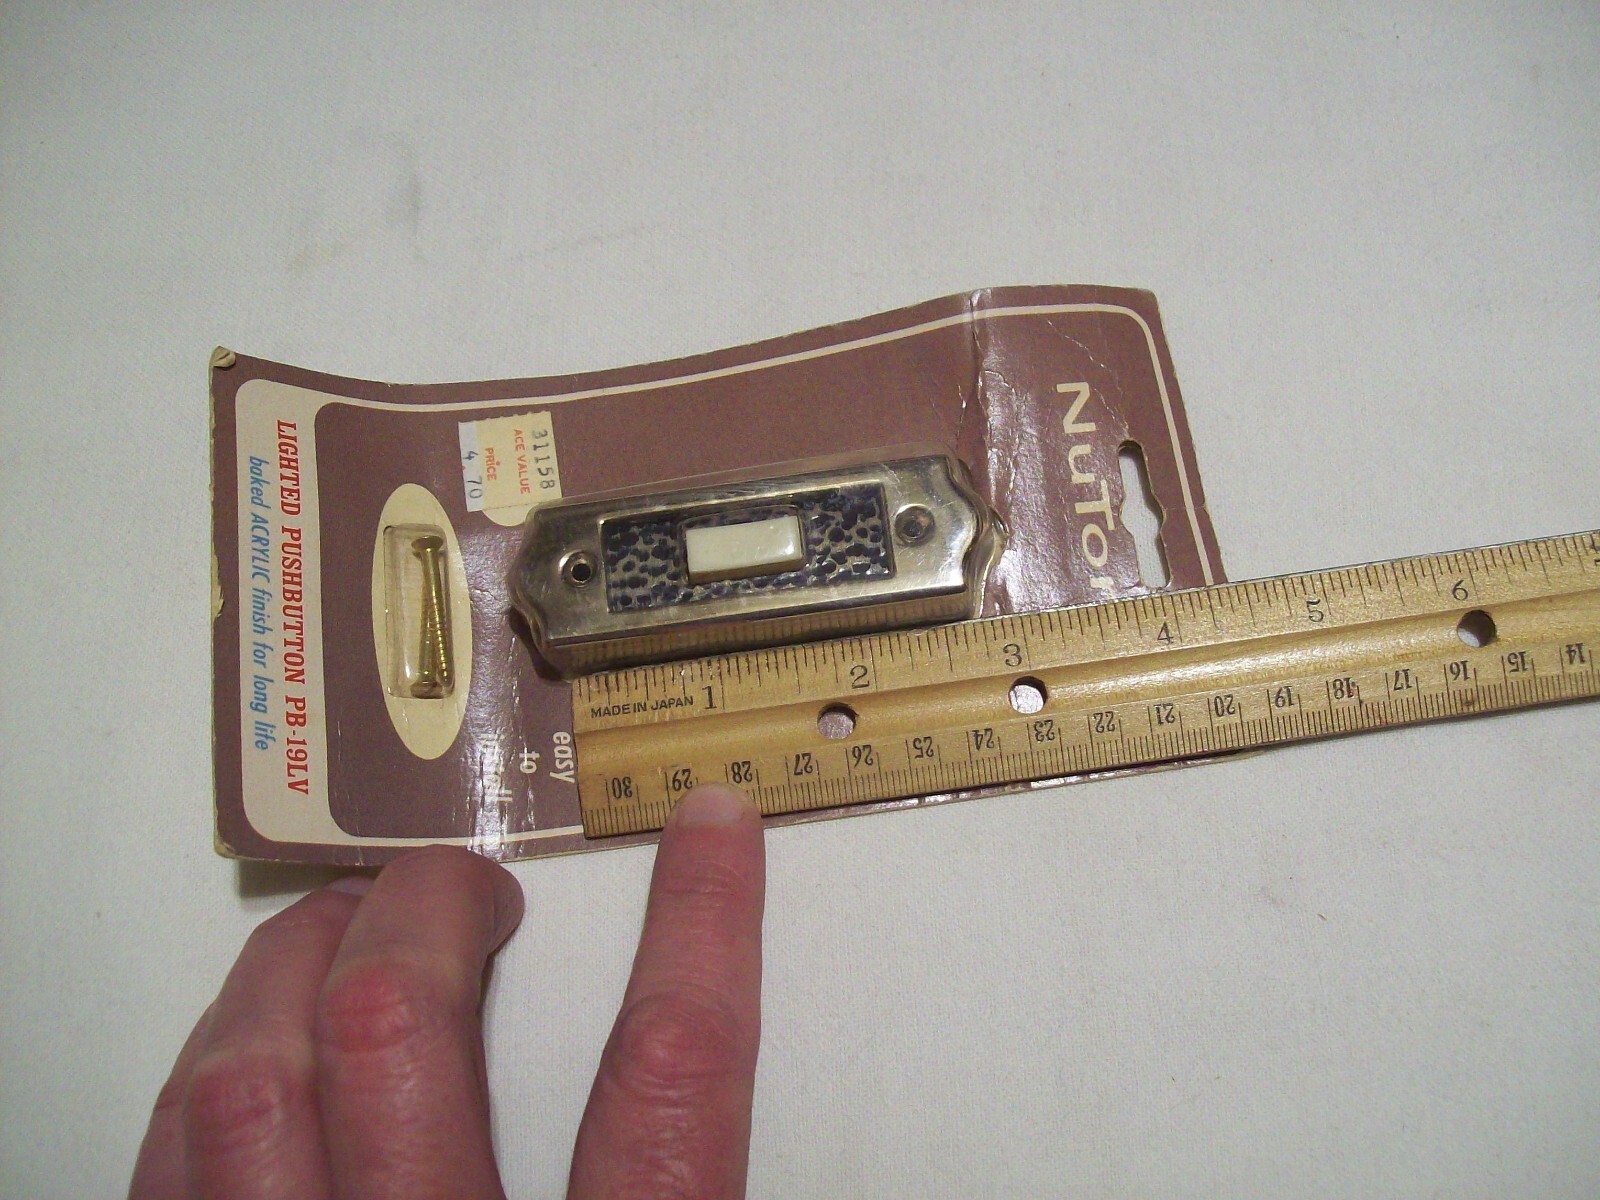 NuTon
31158
ACE VALUE
PRICE
4.70
LIGHTED PUSHBUTTON PB-19LV
baked ACRYLIC finish for long life
easy
to
install
MADE IN JAPAN
1 2 3 4 5 6
30 29 28 27 26 25 24 23 22 21 20 19 18 17 16 15 14